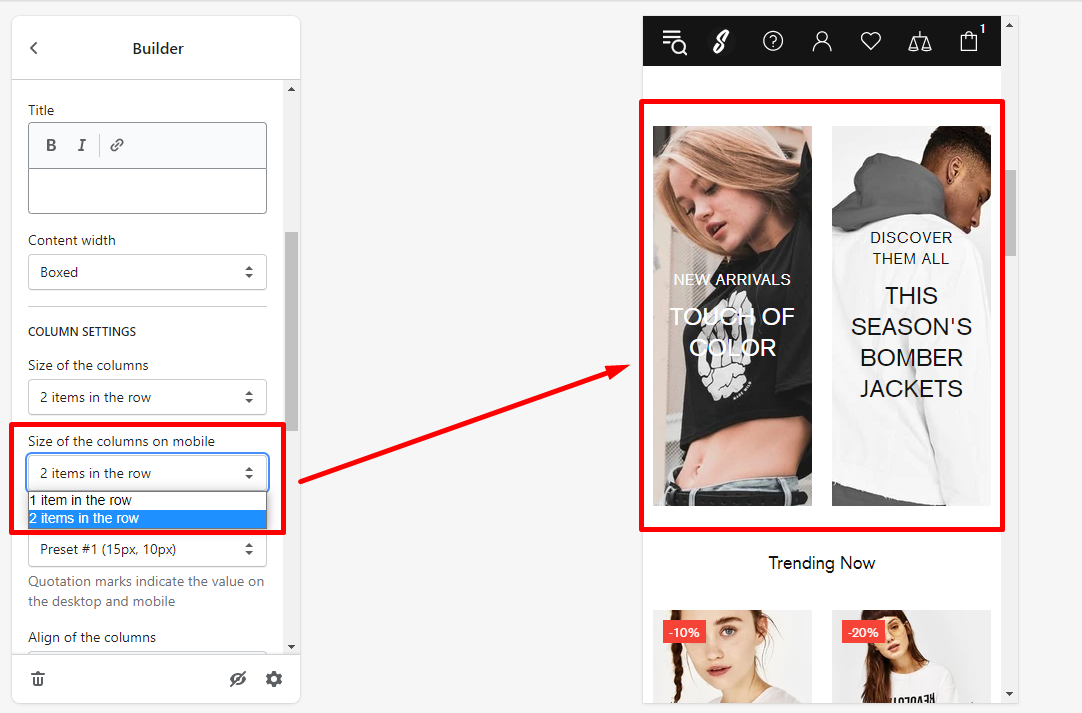 Builder
Title
B I
Content width
Boxed
COLUMN SETTINGS
Size of the columns
2 items in the row
Size of the columns on mobile
2 items in the row
1 item in the row
2 items in the row
Preset #1 (15px, 10px)
Quotation marks indicate the value on
the desktop and mobile
Align of the columns
1
NEW ARRIVALS
TOUCH OF
COLOR
DISCOVER
THEM ALL
THIS
SEASON'S
BOMBER
JACKETS
Trending Now
-10%
-20%